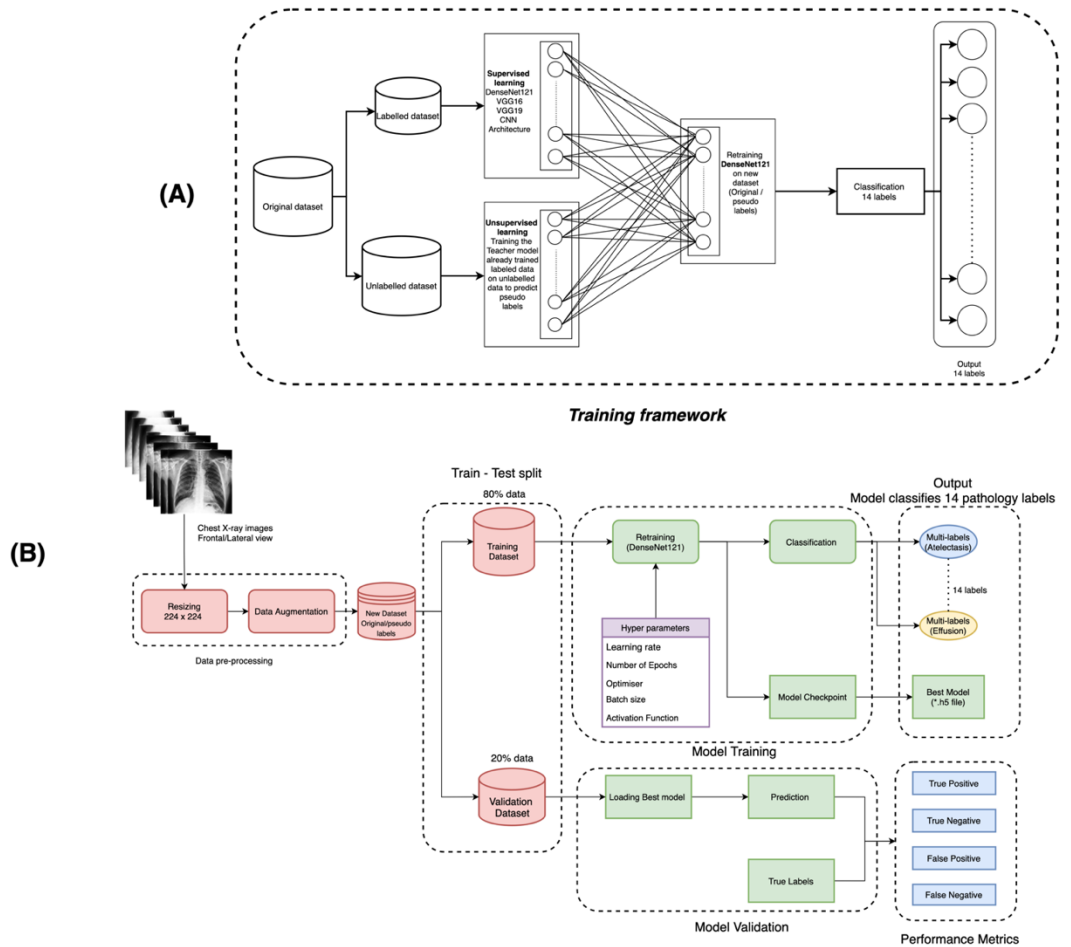 (A)
Original dataset
Labelled dataset
Unlabelled dataset
Supervised
learning
DenseNet121
VGG16
VGG19
CNN
Architecture
Unsupervised
learning
Training the
Teacher model
already trained
labeled data
on unlabelled
data to predict
pseudo
labels
Retraining
DenseNet121
on new
dataset
(Original /
pseudo
labels)
Classification
14 labels
Output
14 labels
Training framework
(B)
Chest X-ray images
Frontal/Lateral view
Resizing
224 x 224
Data Augmentation
Data pre-processing
New Dataset
Original/pseudo
labels
Train - Test split
80% data
Training
Dataset
20% data
Validation
Dataset
Retraining
(DenseNet121)
Classification
Hyper parameters
Learning rate
Number of Epochs
Optimiser
Batch size
Activation Function
Model Checkpoint
Model Training
Output
Model classifies 14 pathology labels
Multi-labels
(Atelectasis)
14 labels
Multi-labels
(Effusion)
Best Model
(*.h5 file)
Loading Best model
Prediction
True Labels
Model Validation
True Positive
True Negative
False Positive
False Negative
Performance Metrics